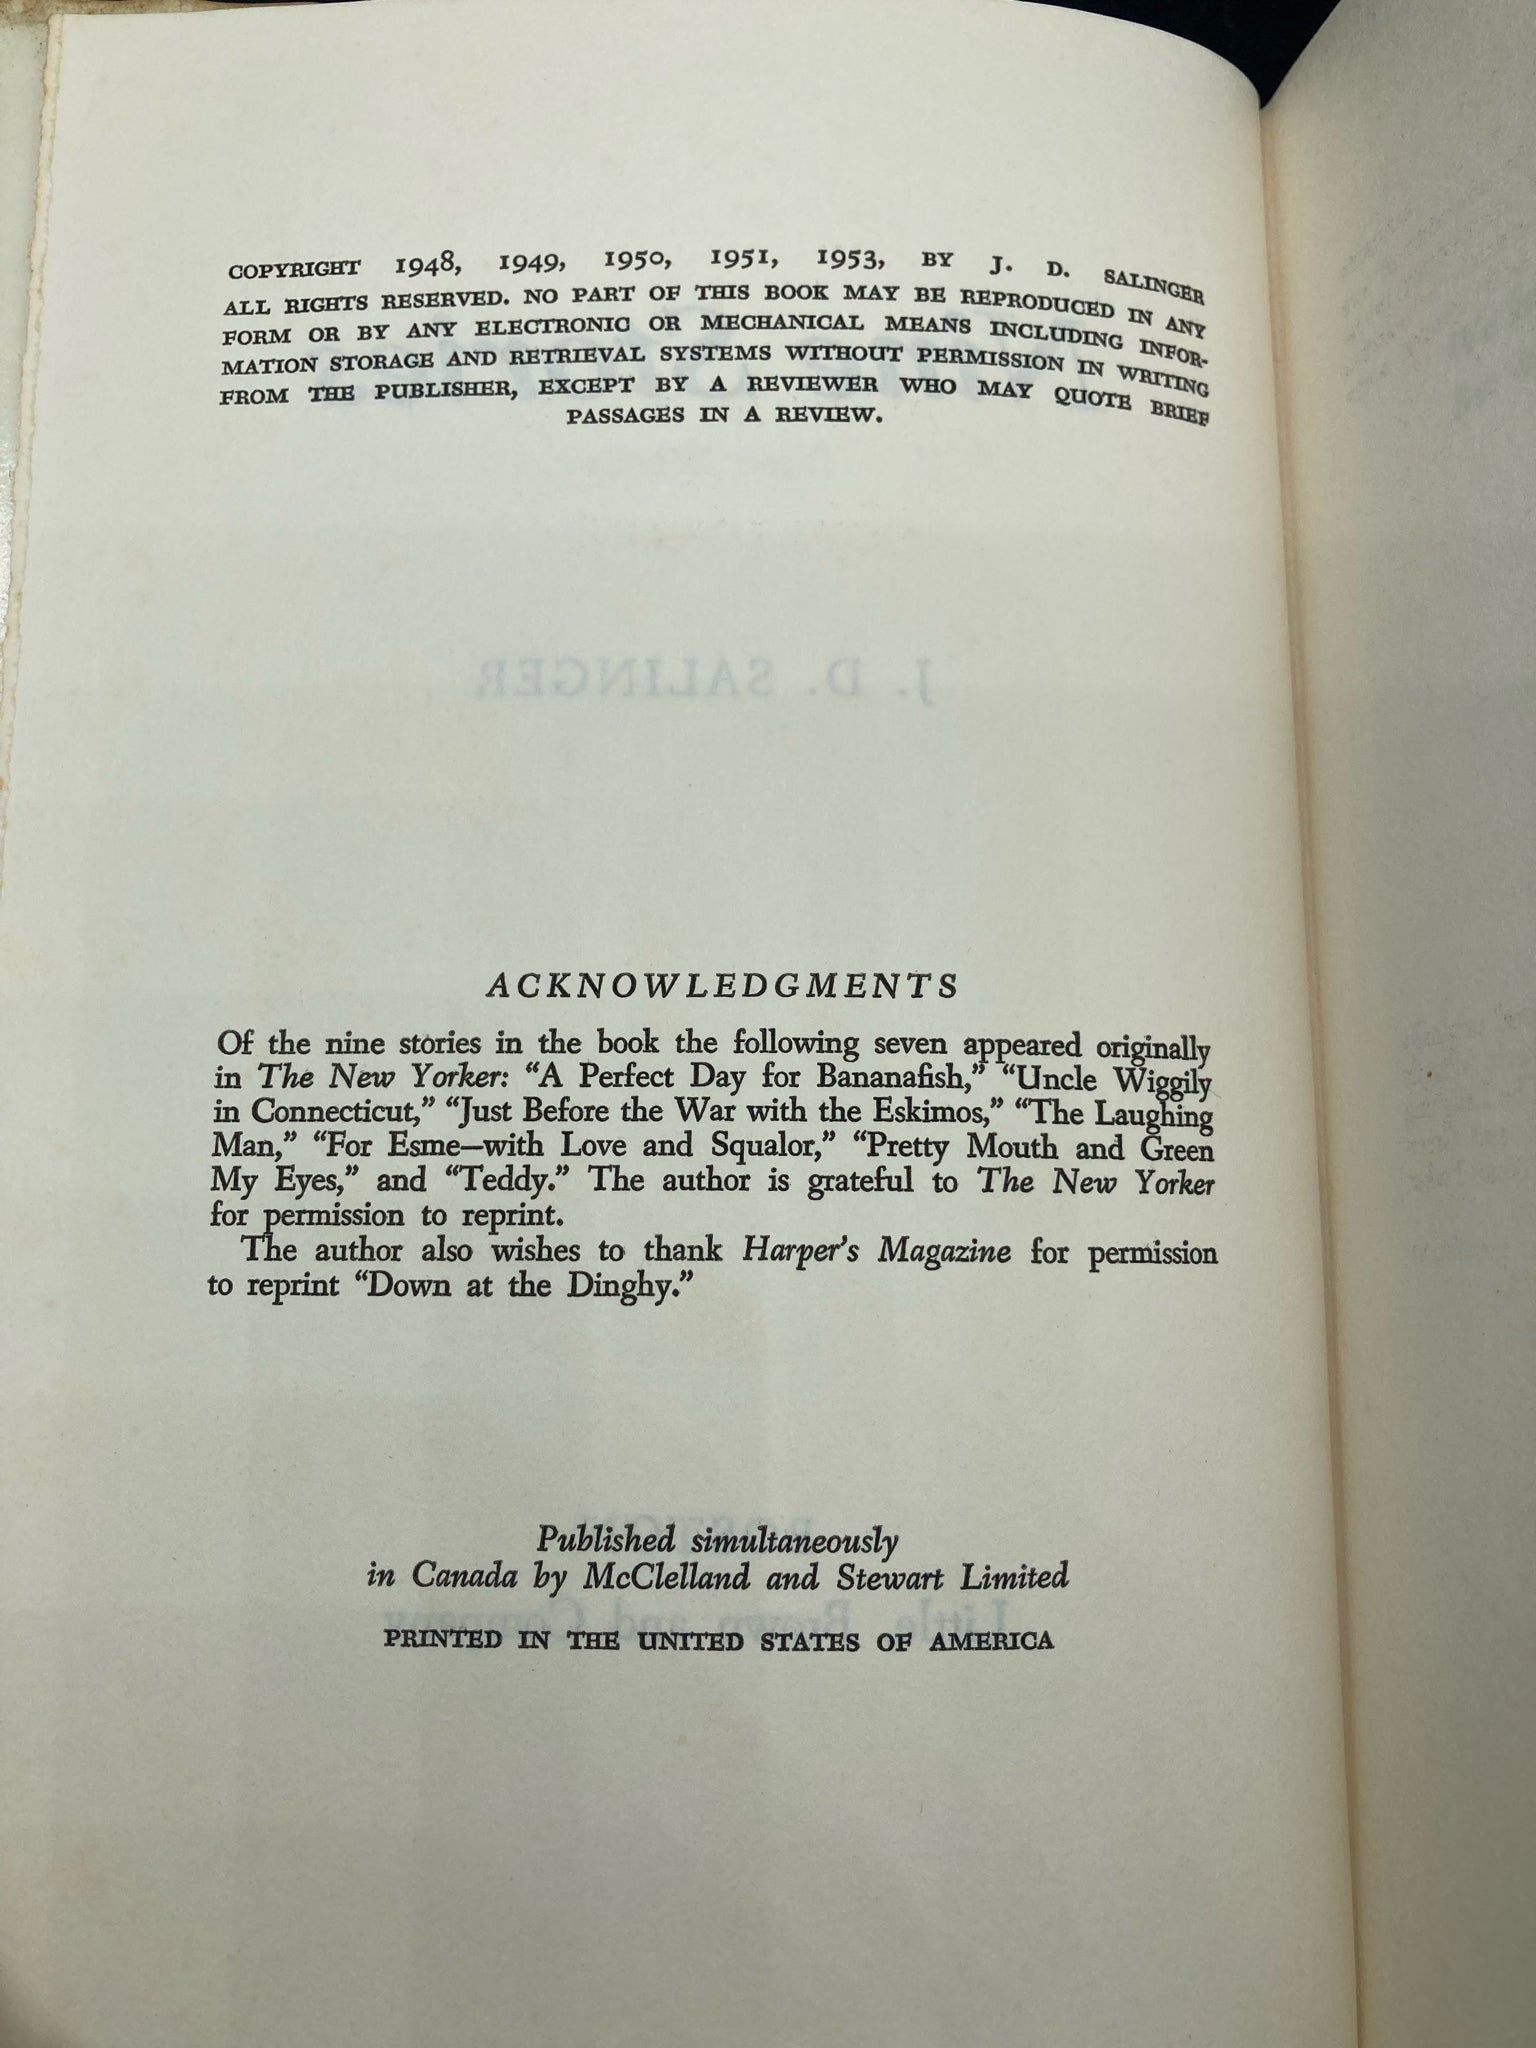 COPYRIGHT 1948, 1949, 1950, 1951, 1953, BY J. D. SALINGER
ALL RIGHTS RESERVED. NO PART OF THIS BOOK MAY BE REPRODUCED IN ANY
FORM OR BY ANY ELECTRONIC OR MECHANICAL MEANS INCLUDING INFOR-
MATION STORAGE AND RETRIEVAL SYSTEMS WITHOUT PERMISSION IN WRITING
FROM THE PUBLISHER, EXCEPT BY A REVIEWER WHO MAY QUOTE BRIEF
PASSAGES IN A REVIEW.
J. D. SALINGER
ACKNOWLEDGMENTS
Of the nine stories in the book the following seven appeared originally
in The New Yorker: “A Perfect Day for Bananafish,” “Uncle Wiggily
in Connecticut,” “Just Before the War with the Eskimos,” “The Laughing
Man,” “For Esme—with Love and Squalor,” “Pretty Mouth and Green
My Eyes,” and “Teddy.” The author is grateful to The New Yorker
for permission to reprint.
The author also wishes to thank Harper’s Magazine for permission
to reprint “Down at the Dinghy.”
Published simultaneously
in Canada by McClelland and Stewart Limited
Little, Brown and Company
PRINTED IN THE UNITED STATES OF AMERICA